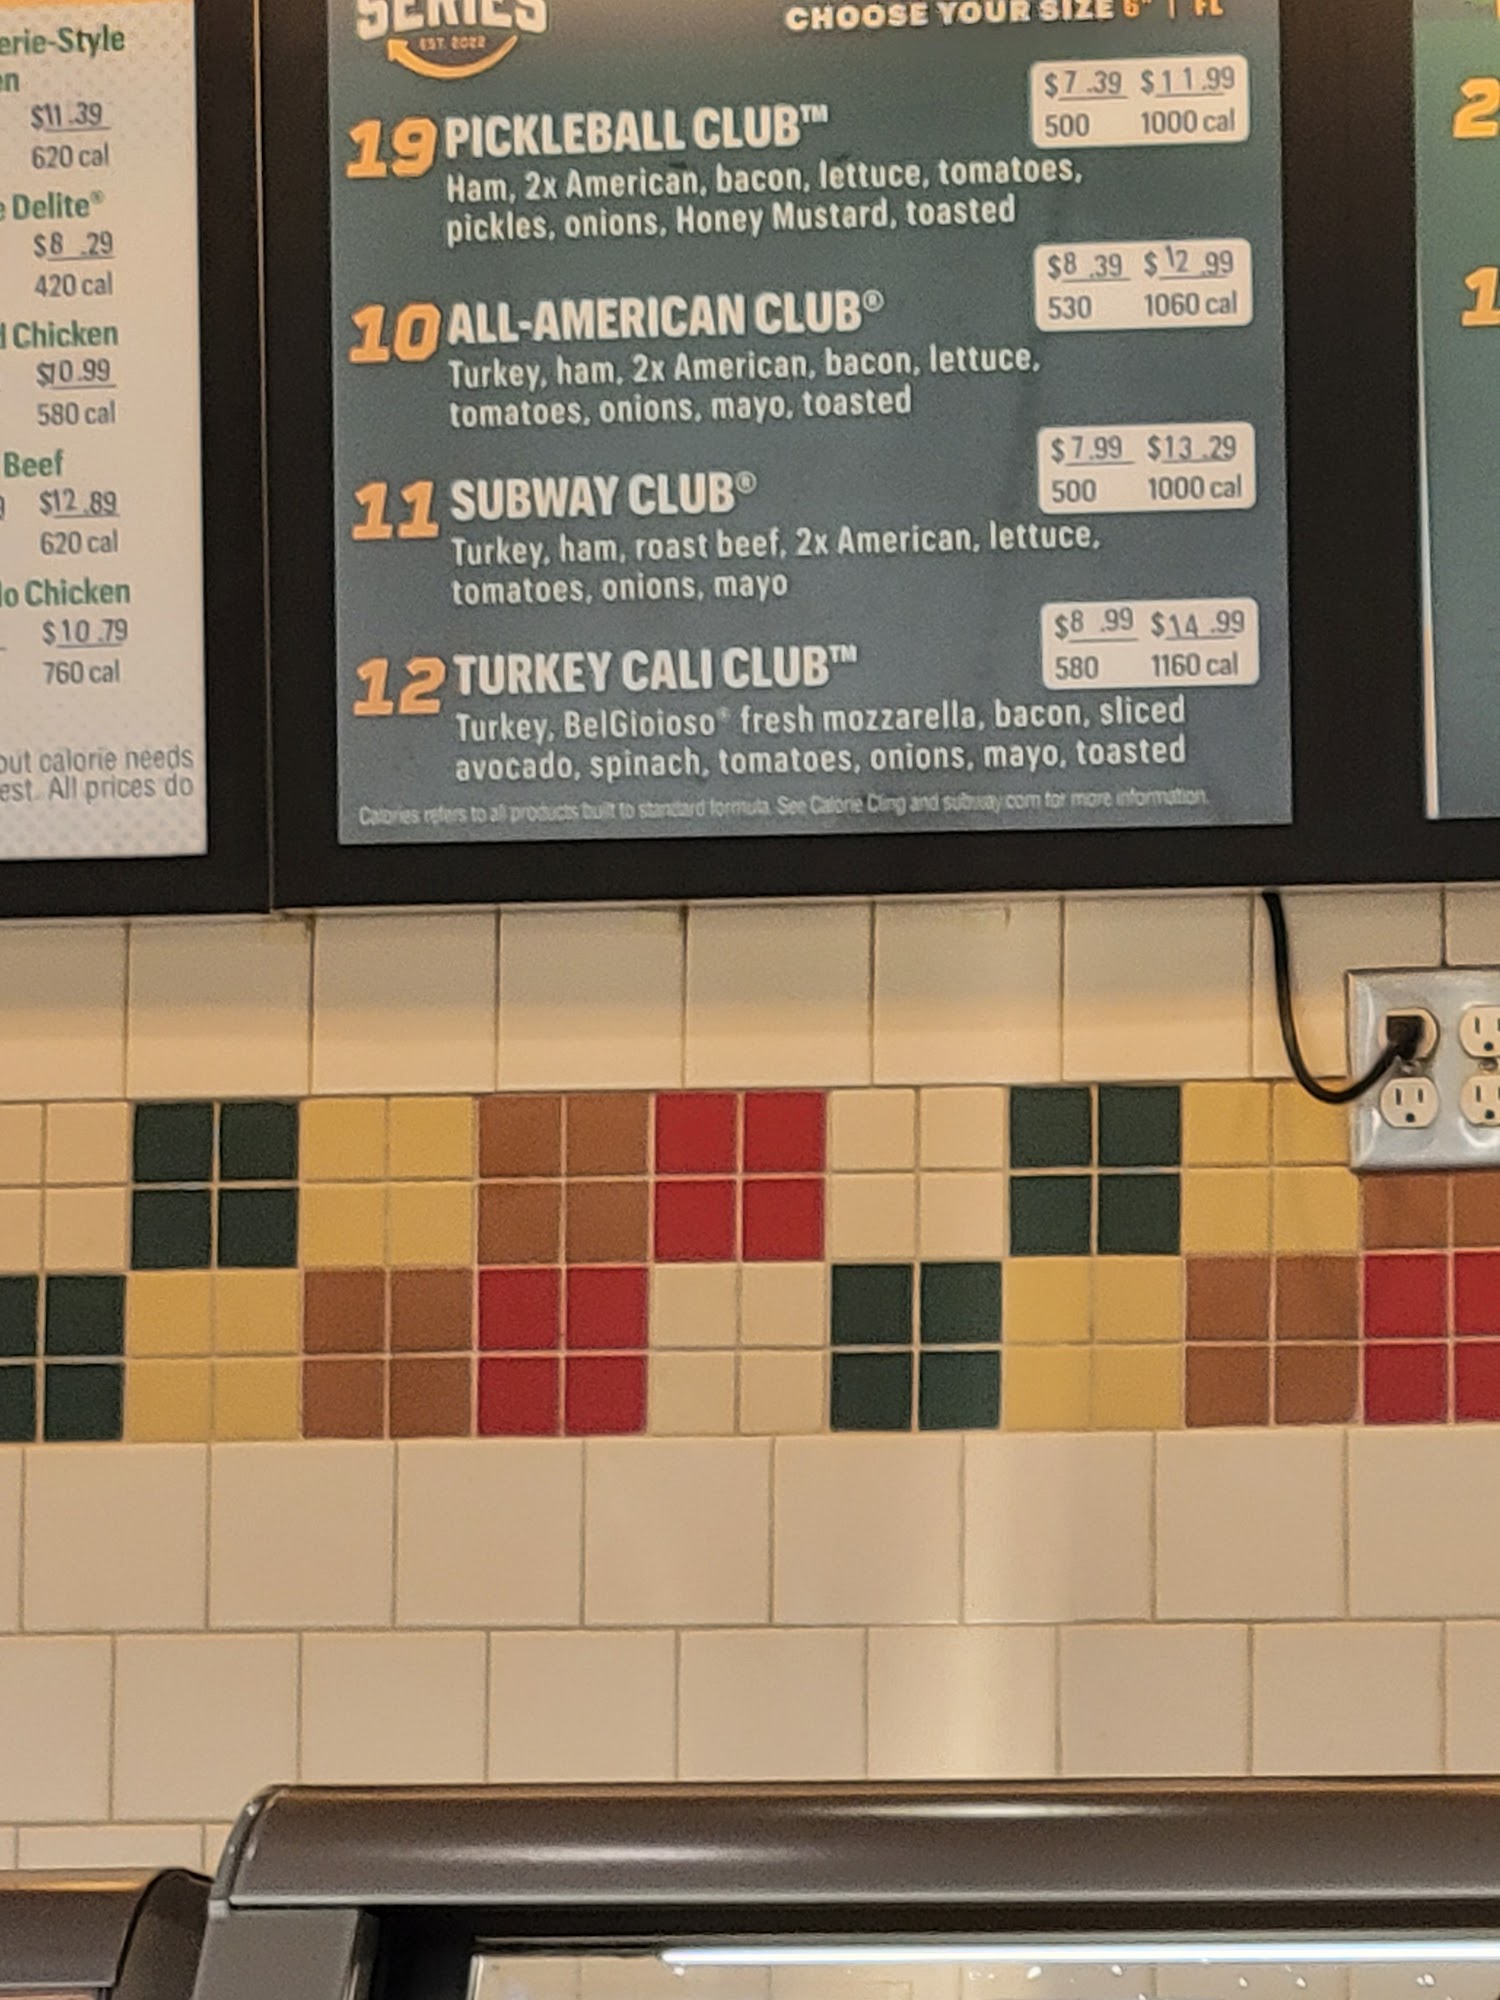 erie-Style
en
$11.39
620 cal
e Delite®
$8.29
420 cal
d Chicken
$10.99
580 cal
Beef
$12.89
620 cal
lo Chicken
$10.79
760 cal
out calorie needs
est. All prices do
SERIES
EST. 2022
CHOOSE YOUR SIZE 6" | FL
$7.39 $11.99
19 PICKLEBALL CLUB™
500 1000 cal
Ham, 2x American, bacon, lettuce, tomatoes,
pickles, onions, Honey Mustard, toasted
$8.39 $12.99
10 ALL-AMERICAN CLUB®
530 1060 cal
Turkey, ham, 2x American, bacon, lettuce,
tomatoes, onions, mayo, toasted
$7.99 $13.29
11 SUBWAY CLUB®
500 1000 cal
Turkey, ham, roast beef, 2x American, lettuce,
tomatoes, onions, mayo
$8.99 $14.99
12 TURKEY CALI CLUB™
580 1160 cal
Turkey, BelGioioso® fresh mozzarella, bacon, sliced
avocado, spinach, tomatoes, onions, mayo, toasted
Calories refers to all products built to standard formula. See Calorie Cling and subway.com for more information.
2
1